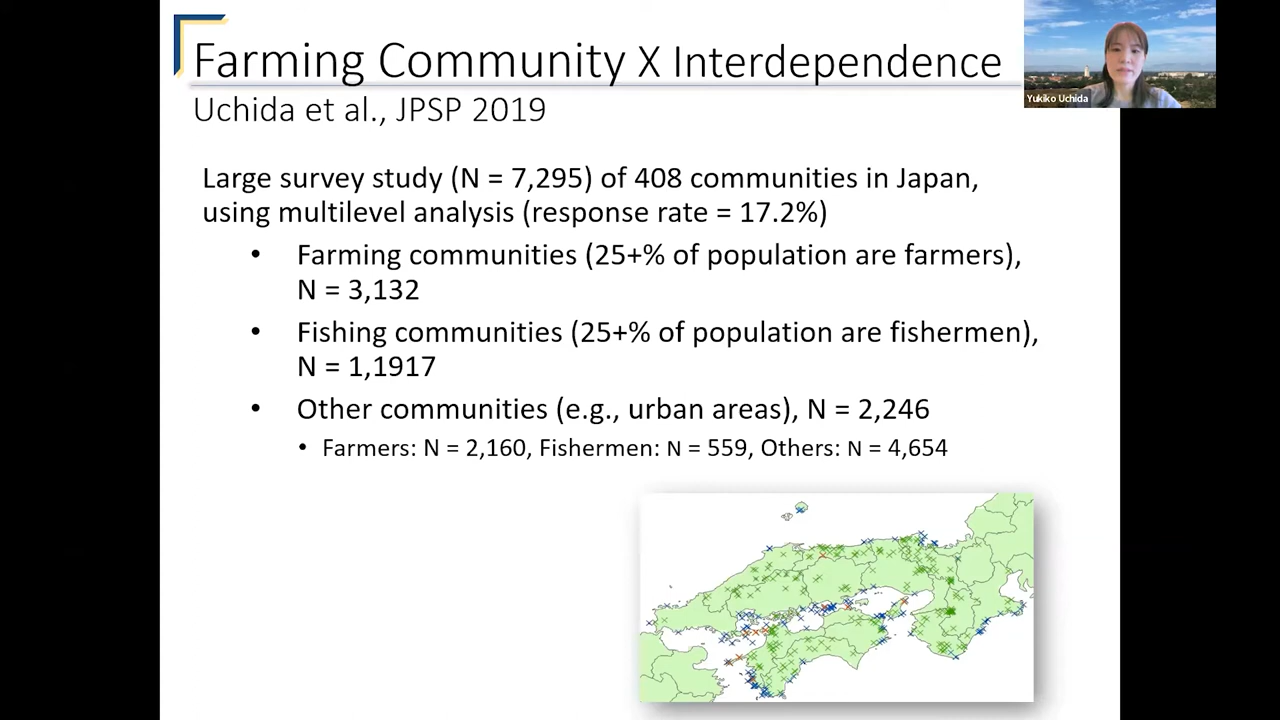 Farming Community X Interdependence
Uchida et al., JPSP 2019
Yukiko Uchida
Large survey study (N = 7,295) of 408 communities in Japan,
using multilevel analysis (response rate = 17.2%)
• Farming communities (25+% of population are farmers),
N = 3,132
• Fishing communities (25+% of population are fishermen),
N = 1,1917
• Other communities (e.g., urban areas), N = 2,246
• Farmers: N = 2,160, Fishermen: N = 559, Others: N = 4,654